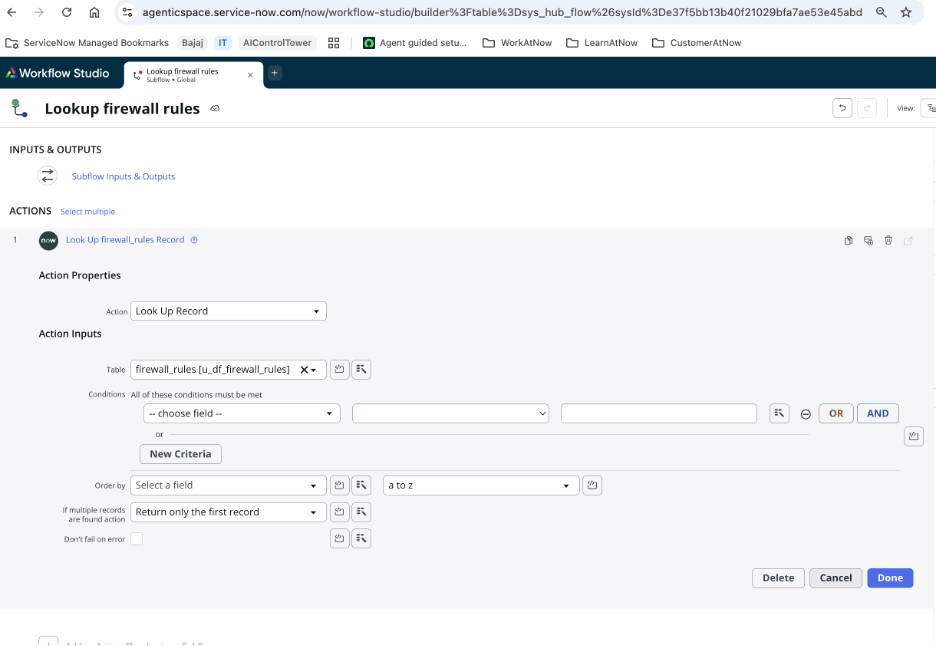 agenticspace.service-now.com/now/workflow-studio/builder%3Ftable%3Dsys_hub_flow%26sysId%3De37f5bb13b40f21029bfa7ae53e45abd
ServiceNow Managed Bookmarks Bajaj IT AIControlTower Agent guided setu... WorkAtNow LearnAtNow CustomerAtNow
Workflow Studio Lookup firewall rules
Subflow • Global
Lookup firewall rules View:
INPUTS & OUTPUTS
Subflow Inputs & Outputs
ACTIONS Select multiple
1 now Look Up firewall_rules Record
Action Properties
Action Look Up Record
Action Inputs
Table firewall_rules [u_df_firewall_rules]
Conditions All of these conditions must be met
-- choose field -- OR AND
or
New Criteria
Order by Select a field a to z
If multiple records
are found action Return only the first record
Don't fail on error
Delete Cancel Done